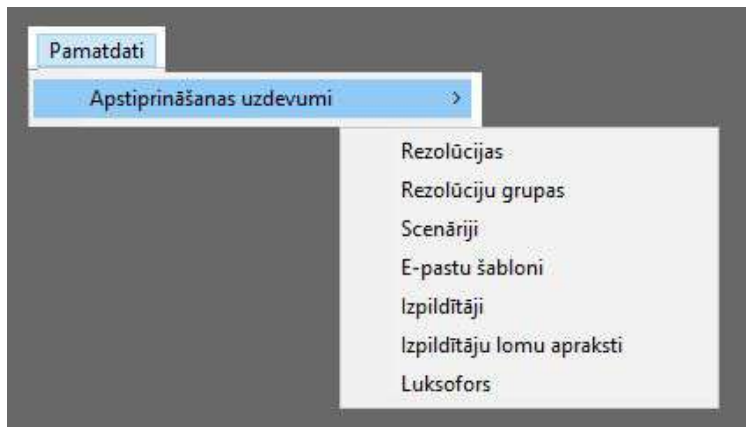 Pamatdati
Apstiprināšanas uzdevumi
Rezolūcijas
Rezolūciju grupas
Scenāriji
E-pastu šabloni
Izpildītāji
Izpildītāju lomu apraksti
Luksofors